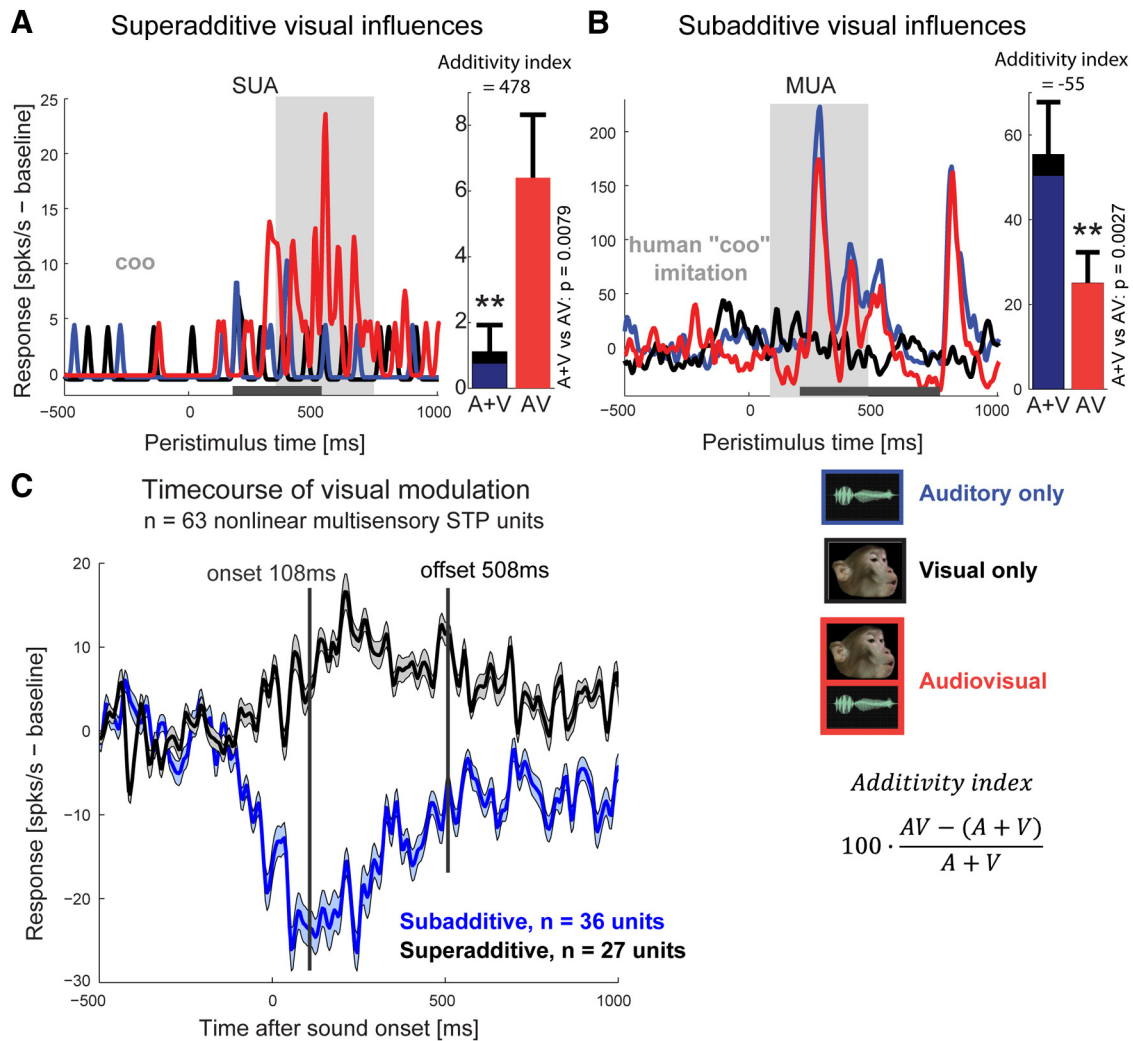 A
Superadditive visual influences
Additivity index
= 478
SUA
Response [spks/s – baseline]
25
20
15
10
5
0
coo
−500
0
500
1000
Peristimulus time [ms]
8
6
4
2
0
**
A+V
AV
A+V vs AV: p = 0.0079
B
Subadditive visual influences
Additivity index
= -55
MUA
200
150
100
50
0
human "coo"
imitation
−500
0
500
1000
Peristimulus time [ms]
60
40
20
0
**
A+V
AV
A+V vs AV: p = 0.0027
C
Timecourse of visual modulation
n = 63 nonlinear multisensory STP units
onset 108ms
offset 508ms
Response [spks/s – baseline]
20
10
0
−10
−20
−30
Subadditive, n = 36 units
Superadditive, n = 27 units
−500
0
500
1000
Time after sound onset [ms]
Auditory only
Visual only
Audiovisual
Additivity index
100 · AV − (A + V)
A + V